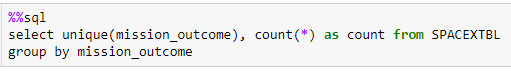 %%sql
select unique(mission_outcome), count(*) as count from SPACEXTBL
group by mission_outcome